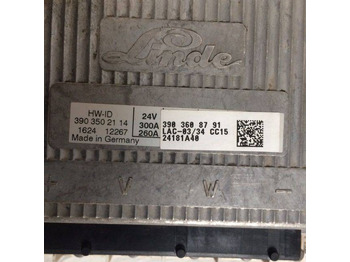 Linde
HW-ID
390 350 21 14
1624 12267
Made in Germany
24V
300A
260A
390 360 87 91
LAC-03/34 CC15
24181A40
V W